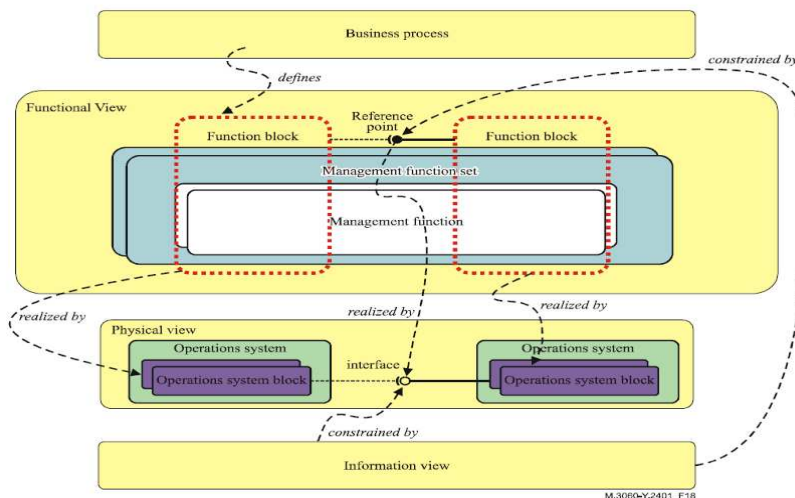 Business process
constrained by
defines
Functional View
Reference
point
Function block
Function block
Management function set
Management function
realized by
realized by
realized by
Physical view
Operations system
interface
Operations system
Operations system block
Operations system block
constrained by
Information view
M.3060-Y.2401_F18